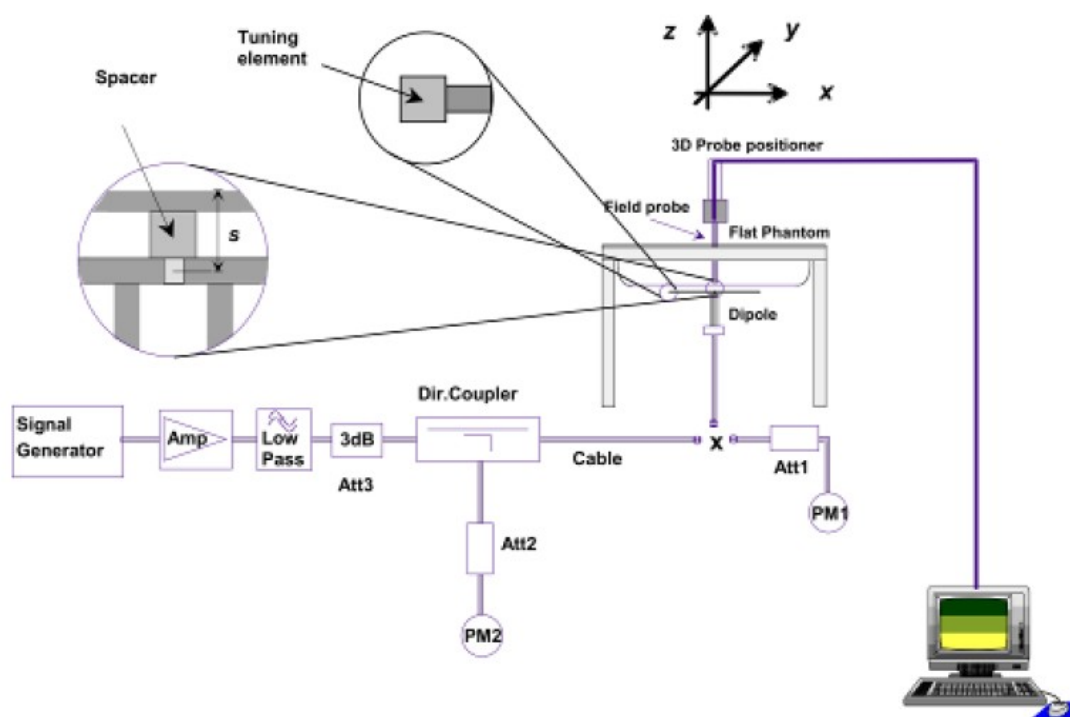 Tuning
element
Spacer
s
z
y
x
3D Probe positioner
Field probe
Flat Phantom
Dipole
Dir.Coupler
Signal
Generator
Amp
Low
Pass
3dB
Att3
Cable
x
Att1
PM1
Att2
PM2